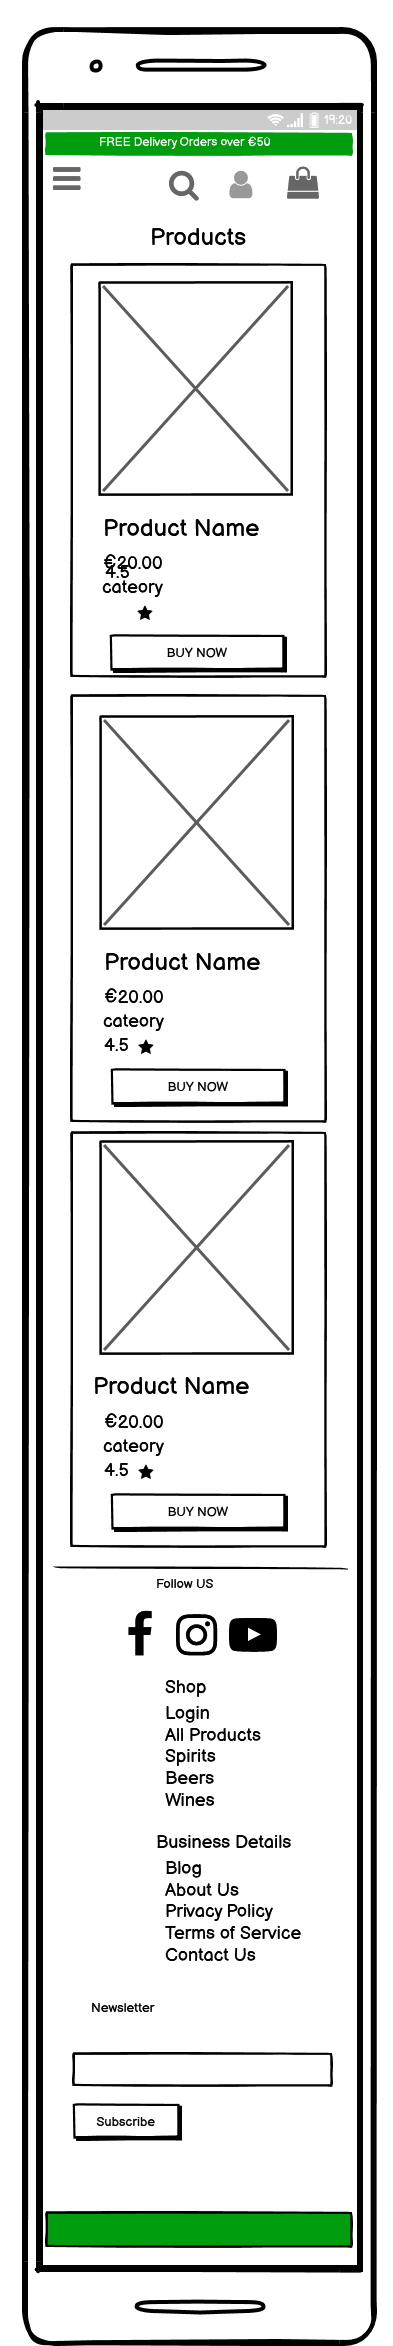 19:20
FREE Delivery Orders over €50
Products
Product Name
€20.00
4.5
cateory
BUY NOW
Product Name
€20.00
cateory
4.5
BUY NOW
Product Name
€20.00
cateory
4.5
BUY NOW
Follow US
Shop
Login
All Products
Spirits
Beers
Wines
Business Details
Blog
About Us
Privacy Policy
Terms of Service
Contact Us
Newsletter
Subscribe